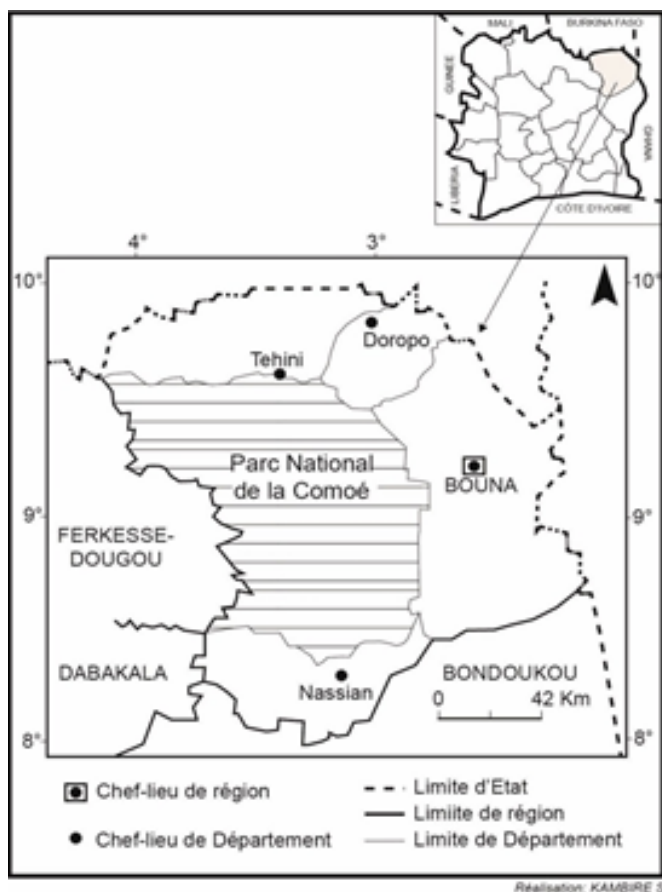 MALI
BURKINA FASO
GUINÉE
GHANA
LIBERIA
CÔTE D'IVOIRE
4°
3°
10°
10°
Doropo
Tehini
Parc National
de la Comoé
BOUNA
9°
9°
FERKESSE-
DOUGOU
DABAKALA
BONDOUKOU
Nassian
0 42 Km
8°
8°
Chef-lieu de région
Limite d'Etat
Limiite de région
Chef-lieu de Département
Limite de Département
Réalisation: KAMBIRE